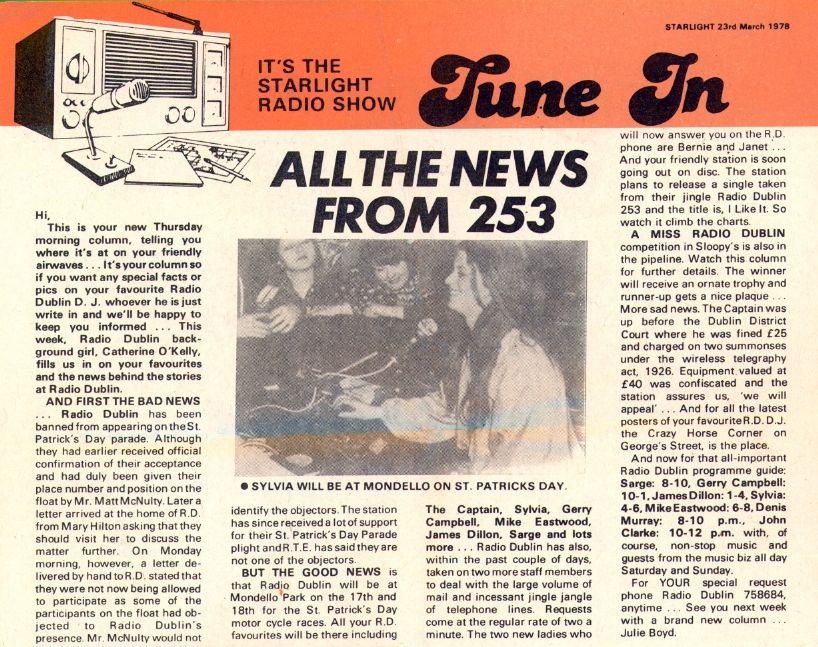 STARLIGHT 23rd March 1978
IT'S THE
STARLIGHT
RADIO SHOW
Tune In
ALL THE NEWS
FROM 253
Hi,
This is your new Thursday
morning column, telling you
where it's at on your friendly
airwaves . . . It's your column so
if you want any special facts or
pics on your favourite Radio
Dublin D. J. whoever he is just
write in and we'll be happy to
keep you informed ... This
week, Radio Dublin back-
ground girl, Catherine O'Kelly,
fills us in on your favourites
and the news behind the stories
at Radio Dublin.
AND FIRST THE BAD NEWS
... Radio Dublin has been
banned from appearing on the St.
Patrick's Day parade. Although
they had earlier received official
confirmation of their acceptance
and had duly been given their
place number and position on the
float by Mr. Matt McNulty. Later a
letter arrived at the home of R.D.
from Mary Hilton asking that they
should visit her to discuss the
matter further. On Monday
morning, however, a letter de-
livered by hand to R.D. stated that
they were not now being allowed
to participate as some of the
participants on the float had ob-
jected to Radio Dublin's
presence. Mr. McNulty would not
● SYLVIA WILL BE AT MONDELLO ON ST. PATRICKS DAY.
identify the objectors. The station
has since received a lot of support
for their St. Patrick's Day Parade
plight and R.T.E. has said they are
not one of the objectors.
BUT THE GOOD NEWS is
that Radio Dublin will be at
Mondello Park on the 17th and
18th for the St. Patrick's Day
motor cycle races. All your R.D.
favourites will be there including
The Captain, Sylvia, Gerry
Campbell, Mike Eastwood,
James Dillon, Sarge and lots
more ... Radio Dublin has also,
within the past couple of days,
taken on two more staff members
to deal with the large volume of
mail and incessant jingle jangle
of telephone lines. Requests
come at the regular rate of two a
minute. The two new ladies who
will now answer you on the R.D.
phone are Bernie and Janet ...
And your friendly station is soon
going out on disc. The station
plans to release a single taken
from their jingle Radio Dublin
253 and the title is, I Like It. So
watch it climb the charts.
A MISS RADIO DUBLIN
competition in Sloopy's is also in
the pipeline. Watch this column
for further details. The winner
will receive an ornate trophy and
runner-up gets a nice plaque ...
More sad news. The Captain was
up before the Dublin District
Court where he was fined £25
and charged on two summonses
under the wireless telegraphy
act, 1926. Equipment valued at
£40 was confiscated and the
station assures us, 'we will
appeal' ... And for all the latest
posters of your favourite R.D. D.J.
the Crazy Horse Corner on
George's Street, is the place.
And now for that all-important
Radio Dublin programme guide:
Sarge: 8-10, Gerry Campbell:
10-1, James Dillon: 1-4, Sylvia:
4-6, Mike Eastwood: 6-8, Denis
Murray: 8-10 p.m., John
Clarke: 10-12 p.m. with, of
course, non-stop music and
guests from the music biz all day
Saturday and Sunday.
For YOUR special request
phone Radio Dublin 758684,
anytime ... See you next week
with a brand new column ...
Julie Boyd.